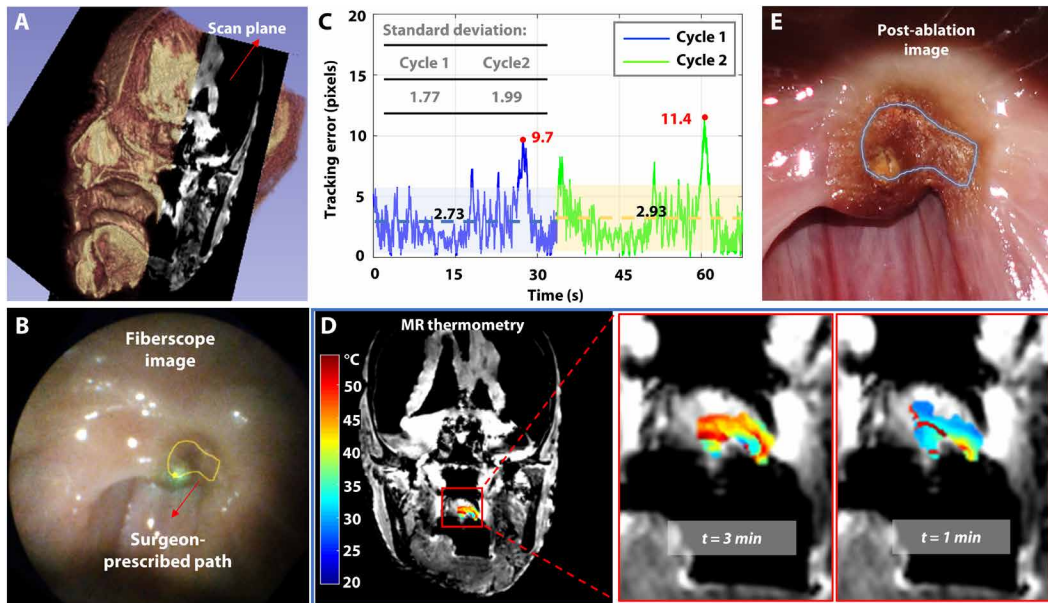 A
Scan plane
B
Fiberscope
image
Surgeon-
prescribed path
C
Standard deviation:
Cycle 1 Cycle2
1.77 1.99
Cycle 1
Cycle 2
Tracking error (pixels)
20
15
10
5
0
9.7
11.4
2.73
2.93
0 15 30 45 60
Time (s)
D
MR thermometry
°C
50
45
40
35
30
25
20
t = 3 min
t = 1 min
E
Post-ablation
image